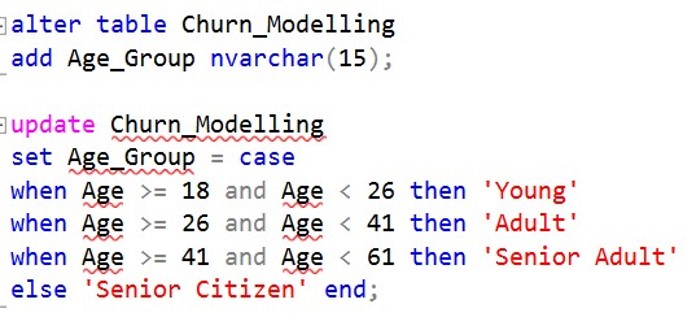 alter table Churn_Modelling
add Age_Group nvarchar(15);
update Churn_Modelling
set Age_Group = case
when Age >= 18 and Age < 26 then 'Young'
when Age >= 26 and Age < 41 then 'Adult'
when Age >= 41 and Age < 61 then 'Senior Adult'
else 'Senior Citizen' end;